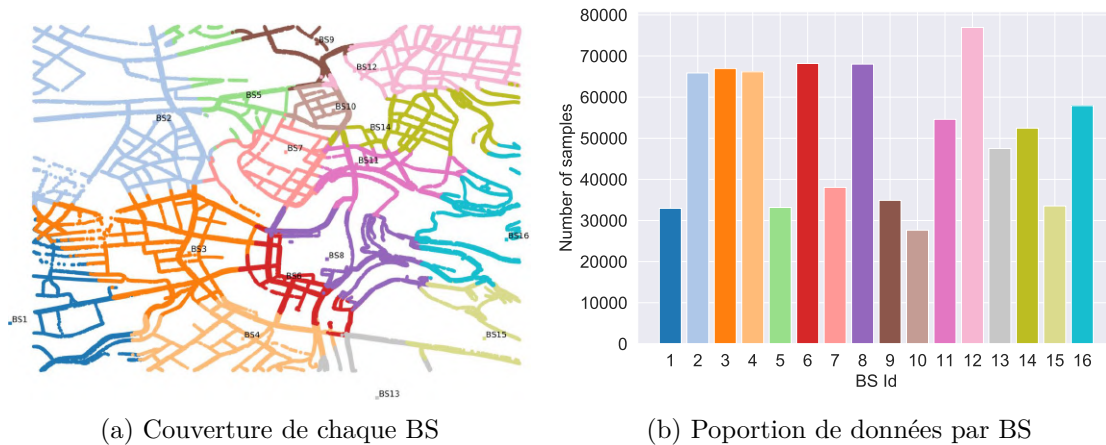 BS9
BS12
BS5
BS10
BS2
BS14
BS7
BS11
BS16
BS3
BS8
BS6
BS1
BS4
BS15
BS13
(a) Couverture de chaque BS
80000
70000
60000
50000
40000
30000
20000
10000
0
Number of samples
1 2 3 4 5 6 7 8 9 10 11 12 13 14 15 16
BS Id
(b) Poportion de données par BS